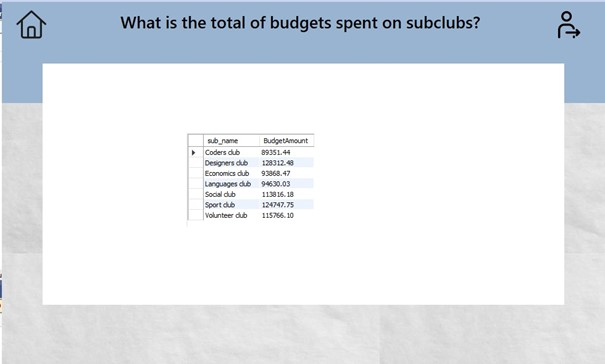 What is the total of budgets spent on subclubs?
sub_name BudgetAmount
Coders club 89351.44
Designers club 128312.48
Economics club 93868.47
Languages club 94630.03
Social club 113816.18
Sport club 124747.75
Volunteer club 115766.10